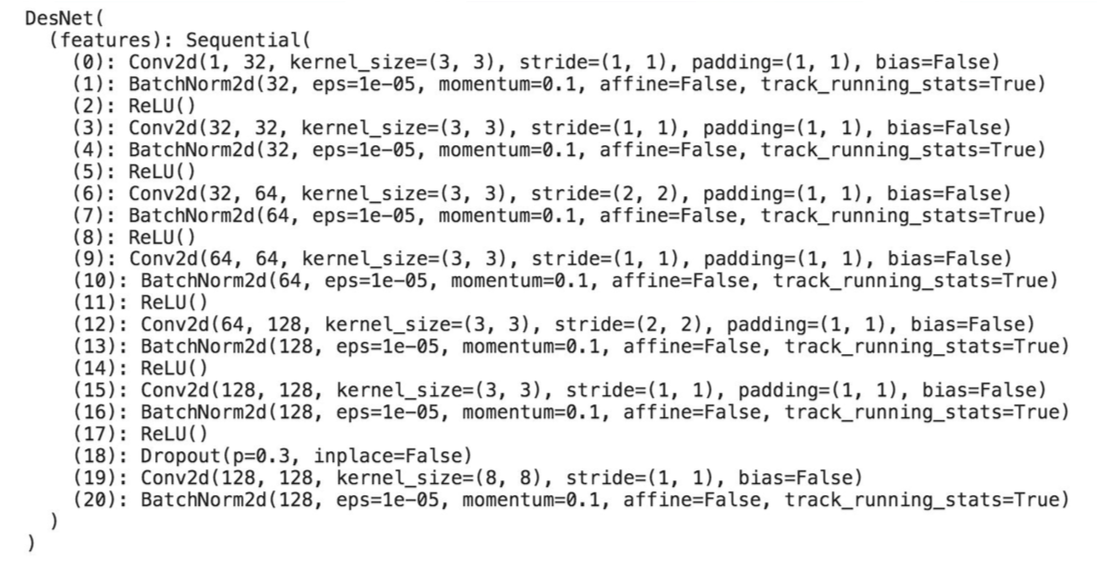 DesNet(
  (features): Sequential(
    (0): Conv2d(1, 32, kernel_size=(3, 3), stride=(1, 1), padding=(1, 1), bias=False)
    (1): BatchNorm2d(32, eps=1e-05, momentum=0.1, affine=False, track_running_stats=True)
    (2): ReLU()
    (3): Conv2d(32, 32, kernel_size=(3, 3), stride=(1, 1), padding=(1, 1), bias=False)
    (4): BatchNorm2d(32, eps=1e-05, momentum=0.1, affine=False, track_running_stats=True)
    (5): ReLU()
    (6): Conv2d(32, 64, kernel_size=(3, 3), stride=(2, 2), padding=(1, 1), bias=False)
    (7): BatchNorm2d(64, eps=1e-05, momentum=0.1, affine=False, track_running_stats=True)
    (8): ReLU()
    (9): Conv2d(64, 64, kernel_size=(3, 3), stride=(1, 1), padding=(1, 1), bias=False)
    (10): BatchNorm2d(64, eps=1e-05, momentum=0.1, affine=False, track_running_stats=True)
    (11): ReLU()
    (12): Conv2d(64, 128, kernel_size=(3, 3), stride=(2, 2), padding=(1, 1), bias=False)
    (13): BatchNorm2d(128, eps=1e-05, momentum=0.1, affine=False, track_running_stats=True)
    (14): ReLU()
    (15): Conv2d(128, 128, kernel_size=(3, 3), stride=(1, 1), padding=(1, 1), bias=False)
    (16): BatchNorm2d(128, eps=1e-05, momentum=0.1, affine=False, track_running_stats=True)
    (17): ReLU()
    (18): Dropout(p=0.3, inplace=False)
    (19): Conv2d(128, 128, kernel_size=(8, 8), stride=(1, 1), bias=False)
    (20): BatchNorm2d(128, eps=1e-05, momentum=0.1, affine=False, track_running_stats=True)
  )
)